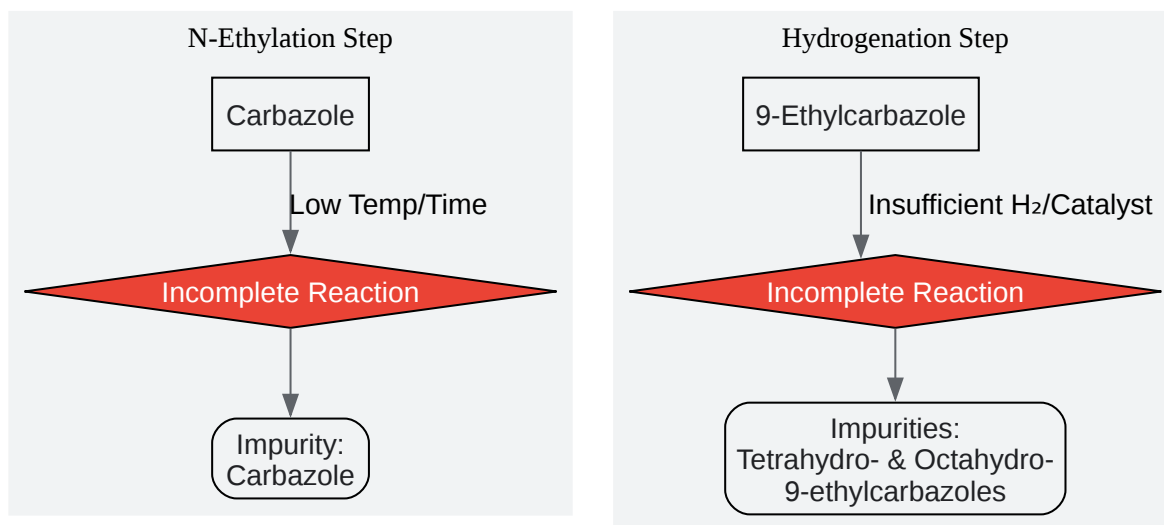 N-Ethylation Step
Carbazole
Low Temp/Time
Incomplete Reaction
Impurity:
Carbazole
Hydrogenation Step
9-Ethylcarbazole
Insufficient H₂/Catalyst
Incomplete Reaction
Impurities:
Tetrahydro- & Octahydro-
9-ethylcarbazoles